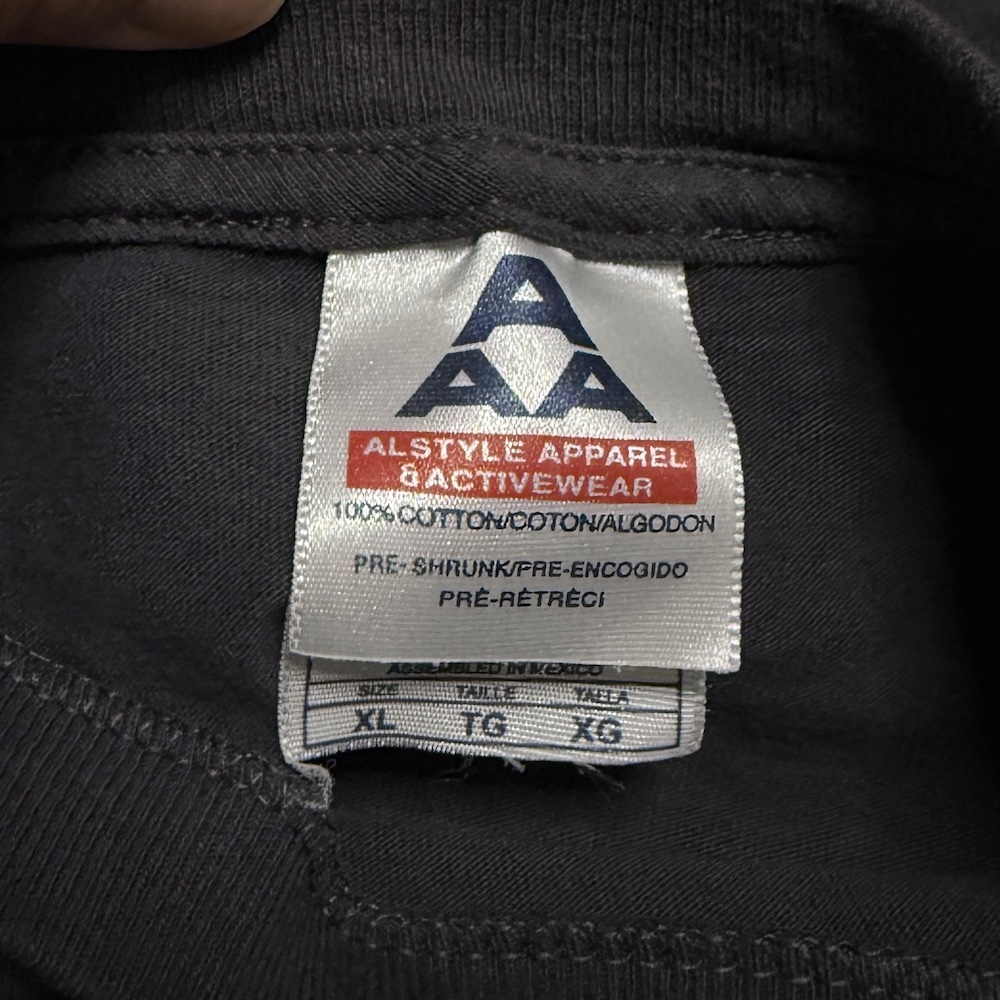 A
A A
ALSTYLE APPAREL
& ACTIVEWEAR
100% COTTON/COTON/ALGODON
PRE-SHRUNK/PRE-ENCOGIDO
PRÉ-RÉTRÉCI
ASSEMBLED IN MEXICO
SIZE TAILLE TALLA
XL TG XG